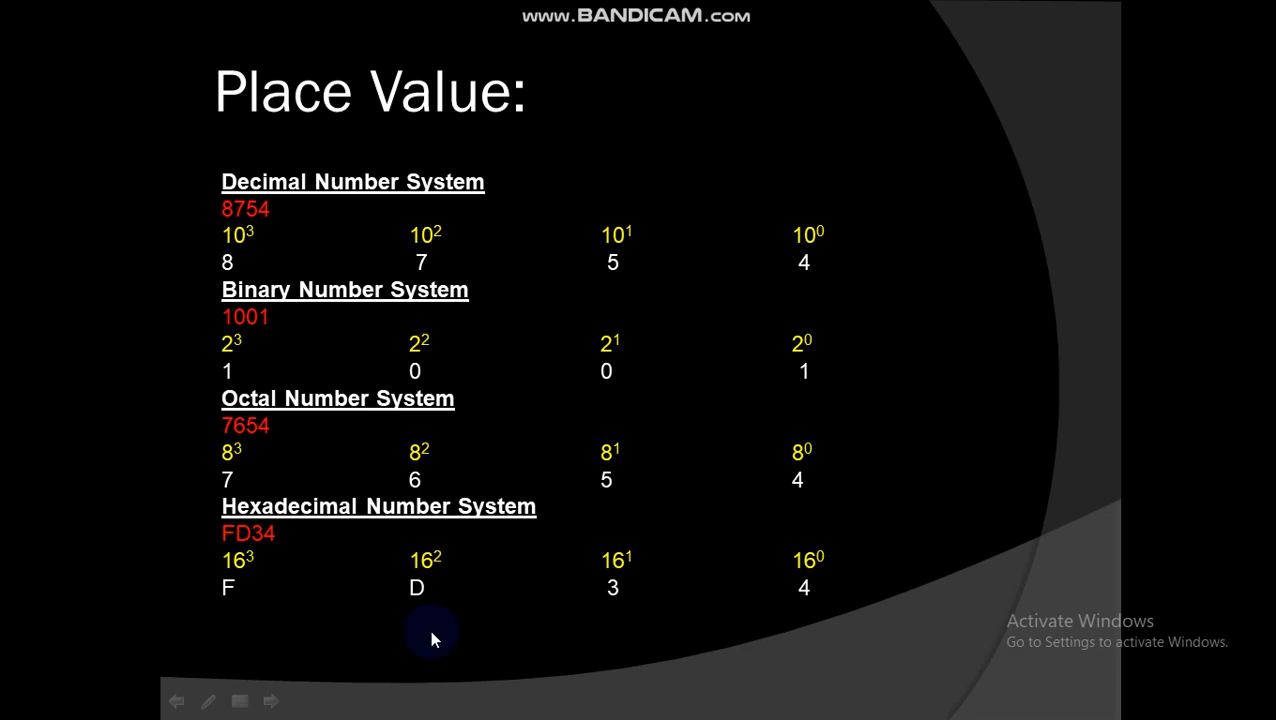 www.BANDICAM.com
Place Value:
Decimal Number System
8754
10³ 10² 10¹ 10⁰
8 7 5 4
Binary Number System
1001
2³ 2² 2¹ 2⁰
1 0 0 1
Octal Number System
7654
8³ 8² 8¹ 8⁰
7 6 5 4
Hexadecimal Number System
FD34
16³ 16² 16¹ 16⁰
F D 3 4
Activate Windows
Go to Settings to activate Windows.